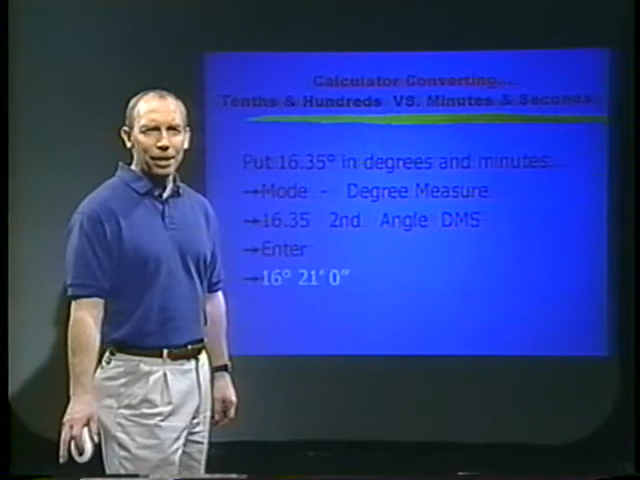 Calculator Converting...
Tenths & Hundreds VS. Minutes & Seconds
Put 16.35° in degrees and minutes...
→Mode - Degree Measure
→16.35 2nd Angle DMS
→Enter
→16° 21' 0"